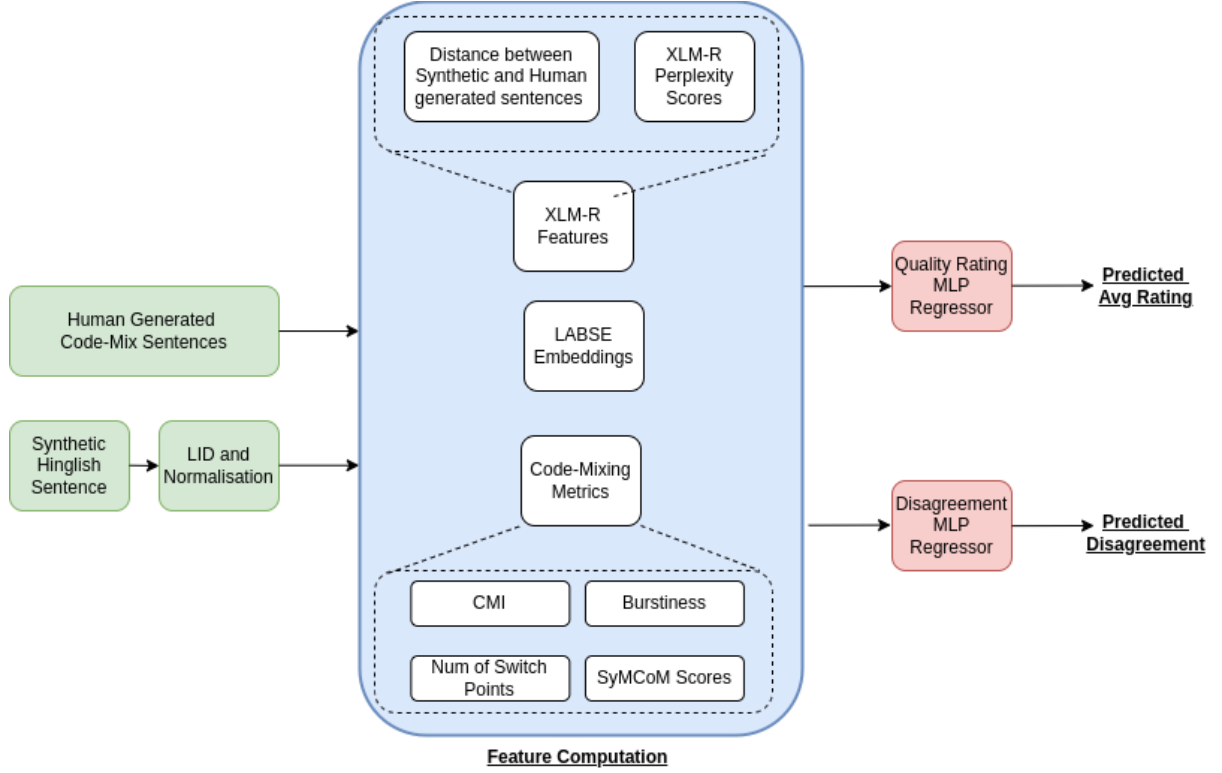 Distance between
Synthetic and Human
generated sentences
XLM-R
Perplexity
Scores
XLM-R
Features
Human Generated
Code-Mix Sentences
LABSE
Embeddings
Synthetic
Hinglish
Sentence
LID and
Normalisation
Code-Mixing
Metrics
CMI
Burstiness
Num of Switch
Points
SyMCoM Scores
Feature Computation
Quality Rating
MLP
Regressor
Predicted
Avg Rating
Disagreement
MLP
Regressor
Predicted
Disagreement